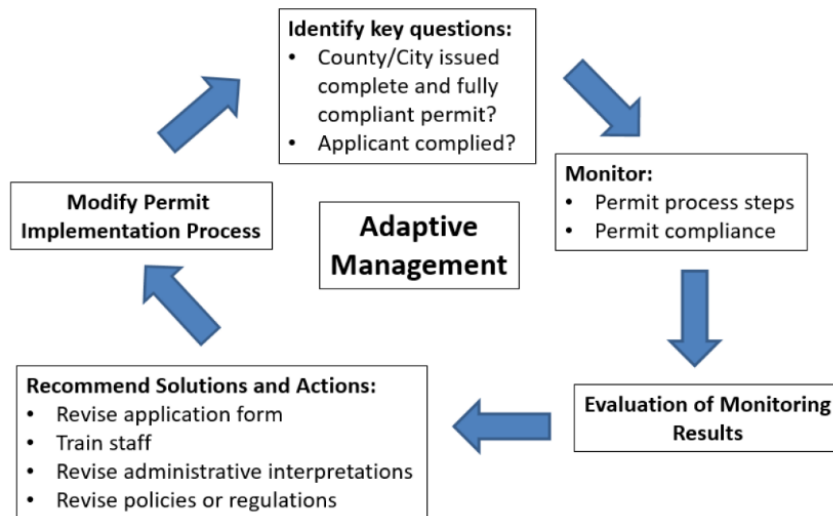 Identify key questions:
• County/City issued
complete and fully
compliant permit?
• Applicant complied?
Monitor:
• Permit process steps
• Permit compliance
Evaluation of Monitoring
Results
Recommend Solutions and Actions:
• Revise application form
• Train staff
• Revise administrative interpretations
• Revise policies or regulations
Modify Permit
Implementation Process
Adaptive
Management